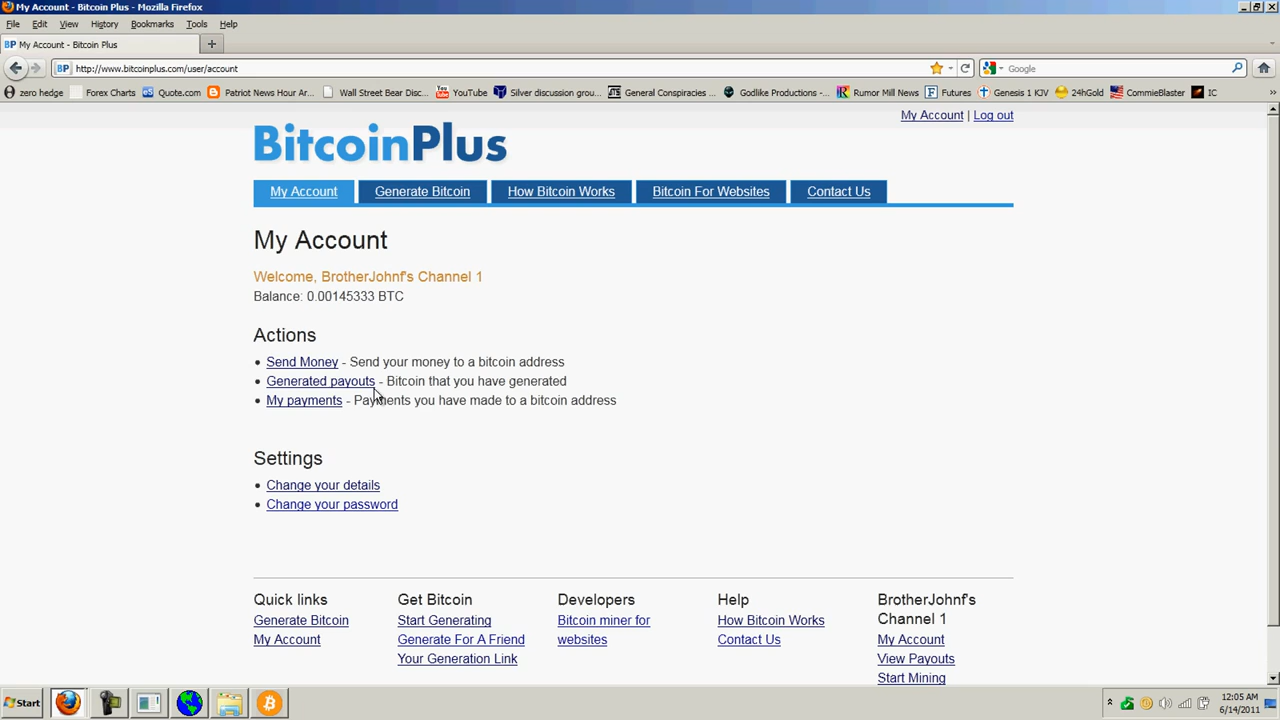 My Account - Bitcoin Plus - Mozilla Firefox
File Edit View History Bookmarks Tools Help
BP My Account - Bitcoin Plus
BP http://www.bitcoinplus.com/user/account Google
zero hedge Forex Charts Quote.com Patriot News Hour Ar... Wall Street Bear Disc... YouTube Silver discussion grou... General Conspiracies ... Godlike Productions -... Rumor Mill News Futures Genesis 1 KJV 24hGold CommieBlaster IC
My Account | Log out
BitcoinPlus
My Account Generate Bitcoin How Bitcoin Works Bitcoin For Websites Contact Us
My Account
Welcome, BrotherJohnf's Channel 1
Balance: 0.00145333 BTC
Actions
Send Money - Send your money to a bitcoin address
Generated payouts - Bitcoin that you have generated
My payments - Payments you have made to a bitcoin address
Settings
Change your details
Change your password
Quick links
Generate Bitcoin
My Account
Get Bitcoin
Start Generating
Generate For A Friend
Your Generation Link
Developers
Bitcoin miner for
websites
Help
How Bitcoin Works
Contact Us
BrotherJohnf's
Channel 1
My Account
View Payouts
Start Mining
Start
12:05 AM
6/14/2011